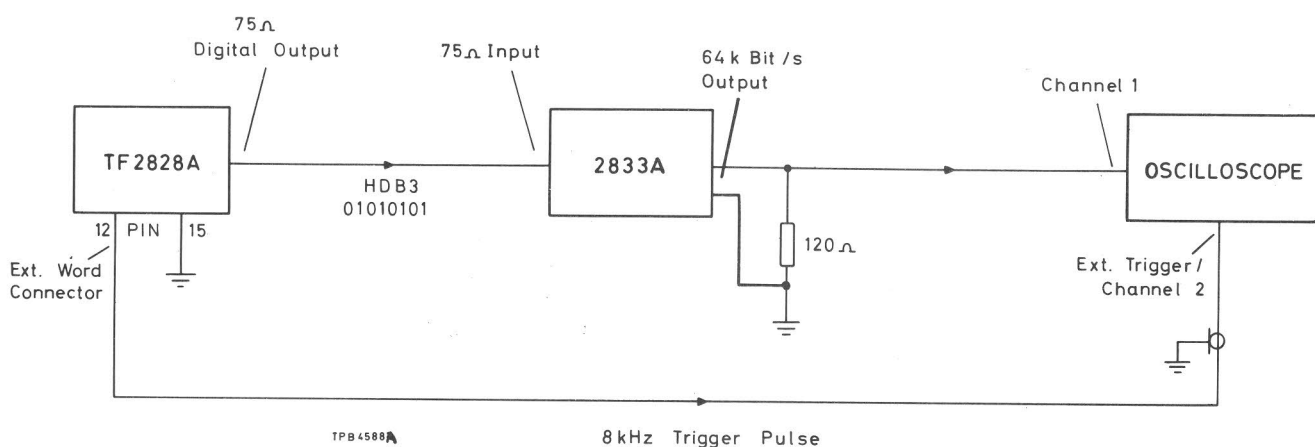 75Ω
Digital Output
75Ω Input
64k Bit/s
Output
Channel 1
TF2828A
2833A
OSCILLOSCOPE
HDB3
01010101
12 PIN 15
120Ω
Ext. Word
Connector
Ext. Trigger/
Channel 2
TPB4588A
8kHz Trigger Pulse